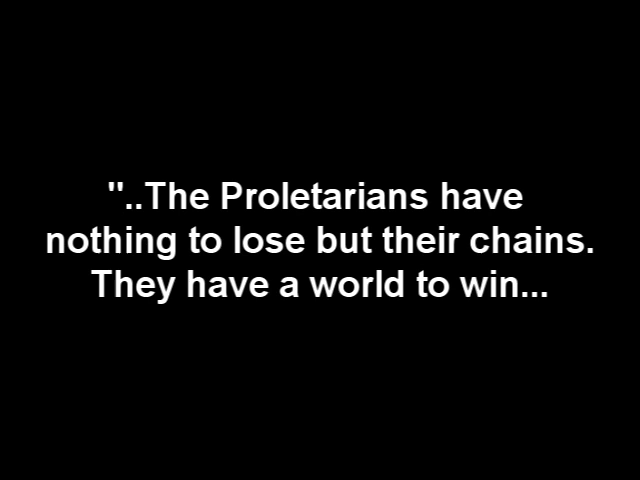 "..The Proletarians have
nothing to lose but their chains.
They have a world to win...